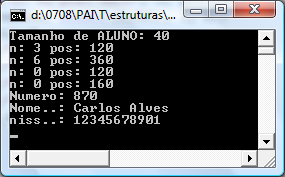 d:\0708\PAI\T\estruturas\...
Tamanho de ALUNO: 40
n: 3 pos: 120
n: 6 pos: 360
n: 0 pos: 120
n: 0 pos: 160
Numero: 870
Nome..: Carlos Alves
niss..: 12345678901